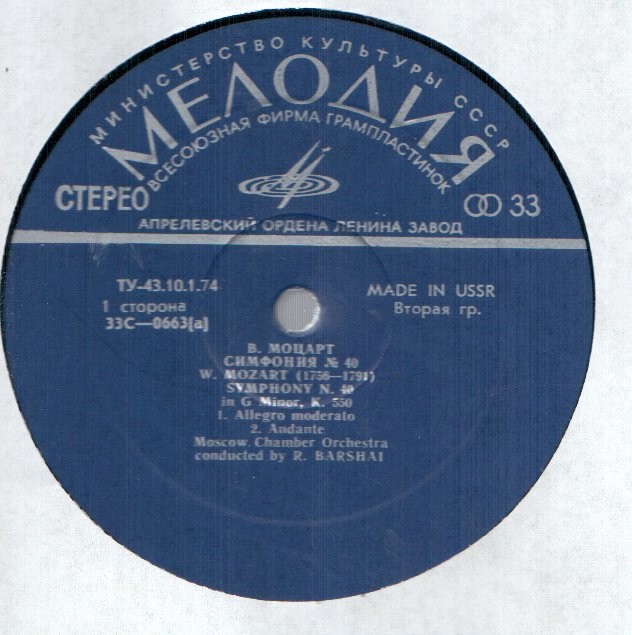 МИНИСТЕРСТВО КУЛЬТУРЫ СССР
МЕЛОДИЯ
ВСЕСОЮЗНАЯ ФИРМА ГРАМПЛАСТИНОК
СТЕРЕО
33
АПРЕЛЕВСКИЙ ОРДЕНА ЛЕНИНА ЗАВОД
ТУ-43.10.1.74
MADE IN USSR
1 сторона
Вторая гр.
33С—0663(а)
В. МОЦАРТ
СИМФОНИЯ № 40
W. MOZART (1756—1791)
SYMPHONY N. 40
in G Minor, K. 550
1. Allegro moderato
2. Andante
Moscow Chamber Orchestra
conducted by R. BARSHAI